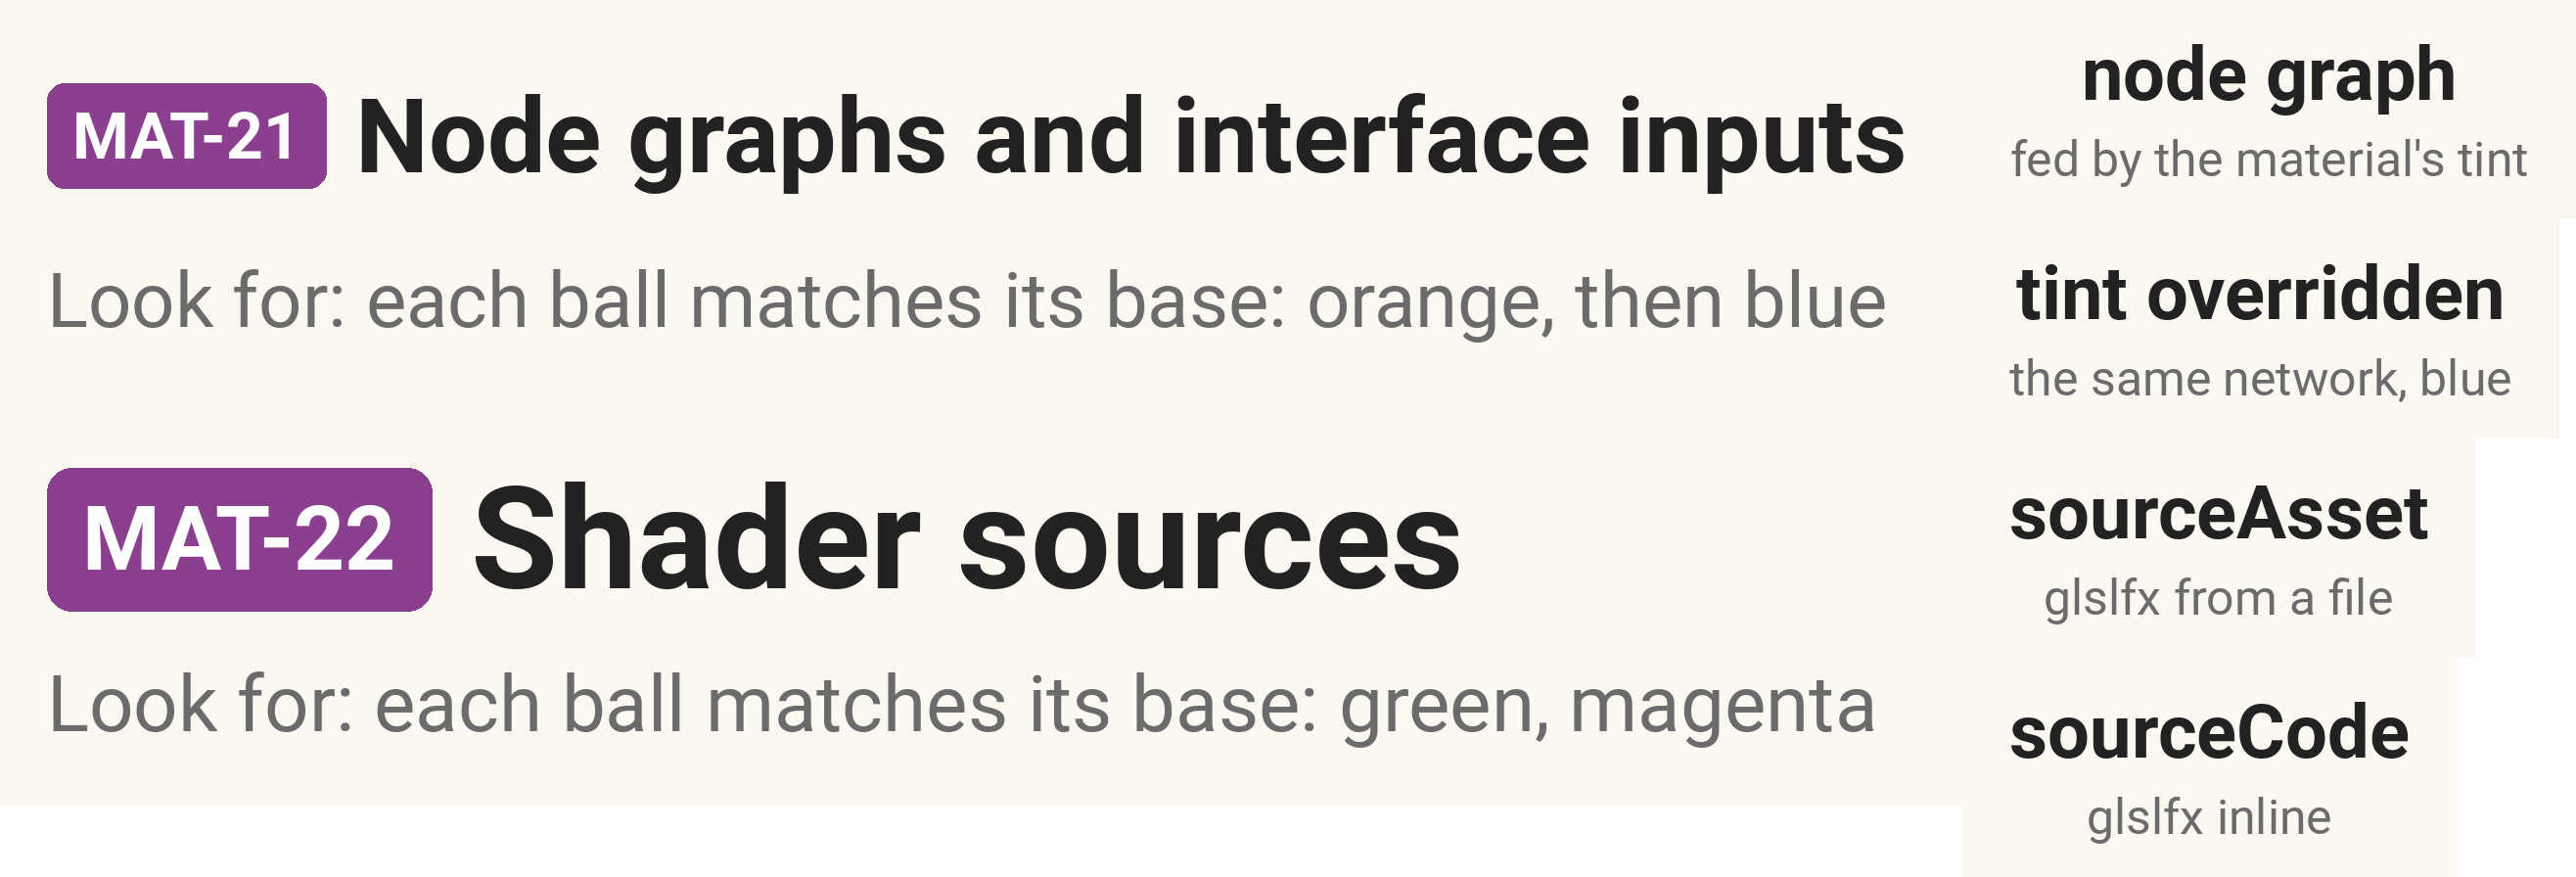 MAT-21 Node graphs and interface inputs
Look for: each ball matches its base: orange, then blue
MAT-22 Shader sources
Look for: each ball matches its base: green, magenta
node graph
fed by the material's tint
tint overridden
the same network, blue
sourceAsset
glslfx from a file
sourceCode
glslfx inline